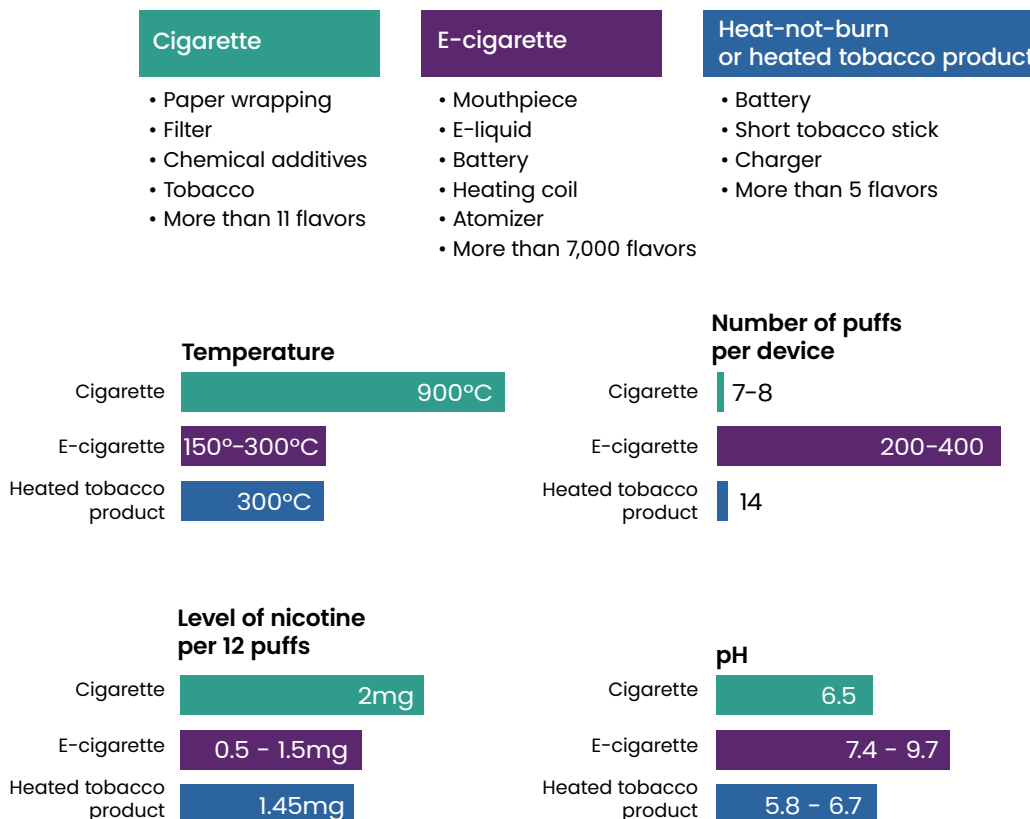 Cigarette
• Paper wrapping
• Filter
• Chemical additives
• Tobacco
• More than 11 flavors
E-cigarette
• Mouthpiece
• E-liquid
• Battery
• Heating coil
• Atomizer
• More than 7,000 flavors
Heat-not-burn
or heated tobacco product
• Battery
• Short tobacco stick
• Charger
• More than 5 flavors
Temperature
Cigarette 900°C
E-cigarette 150°-300°C
Heated tobacco
product 300°C
Number of puffs
per device
Cigarette 7-8
E-cigarette 200-400
Heated tobacco
product 14
Level of nicotine
per 12 puffs
Cigarette 2mg
E-cigarette 0.5 - 1.5mg
Heated tobacco
product 1.45mg
pH
Cigarette 6.5
E-cigarette 7.4 - 9.7
Heated tobacco
product 5.8 - 6.7